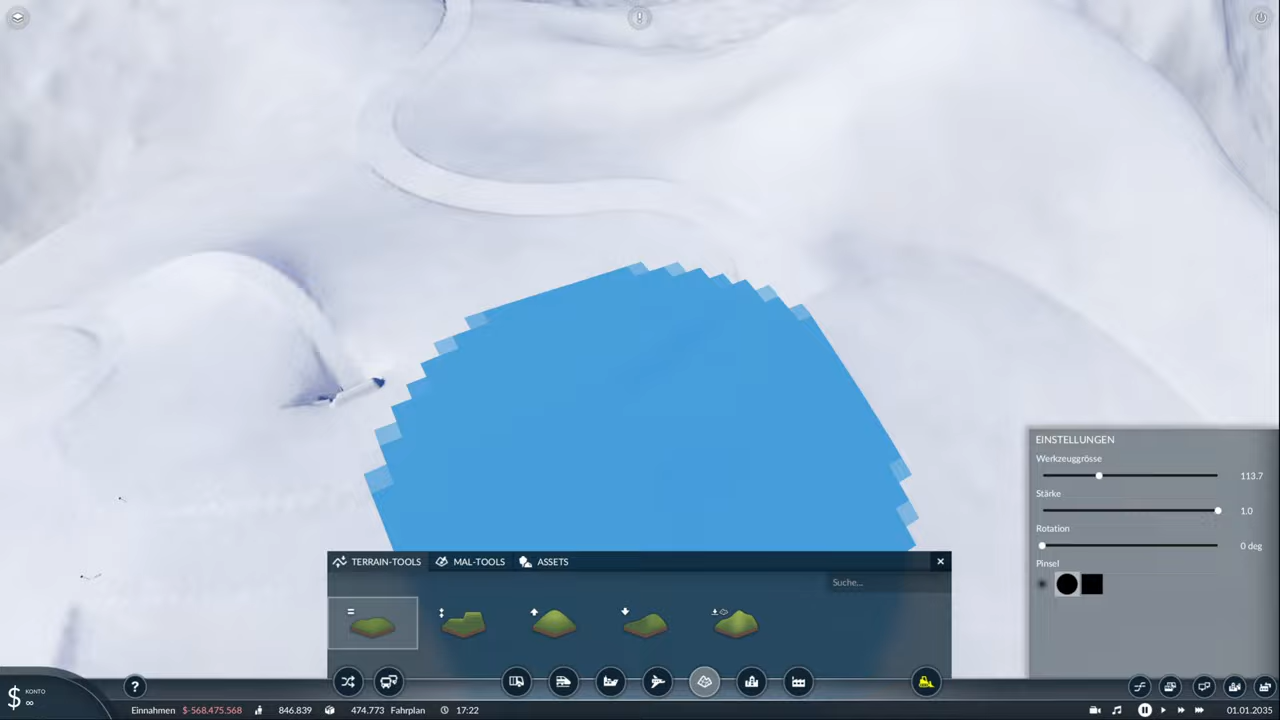 EINSTELLUNGEN
Werkzeuggrösse
113.7
Stärke
1.0
Rotation
0 deg
Pinsel
TERRAIN-TOOLS
MAL-TOOLS
ASSETS
Suche...
KONTO
$ ∞
?
Einnahmen $-568.475.568 846.839 474.773 Fahrplan 17:22
01.01.2035